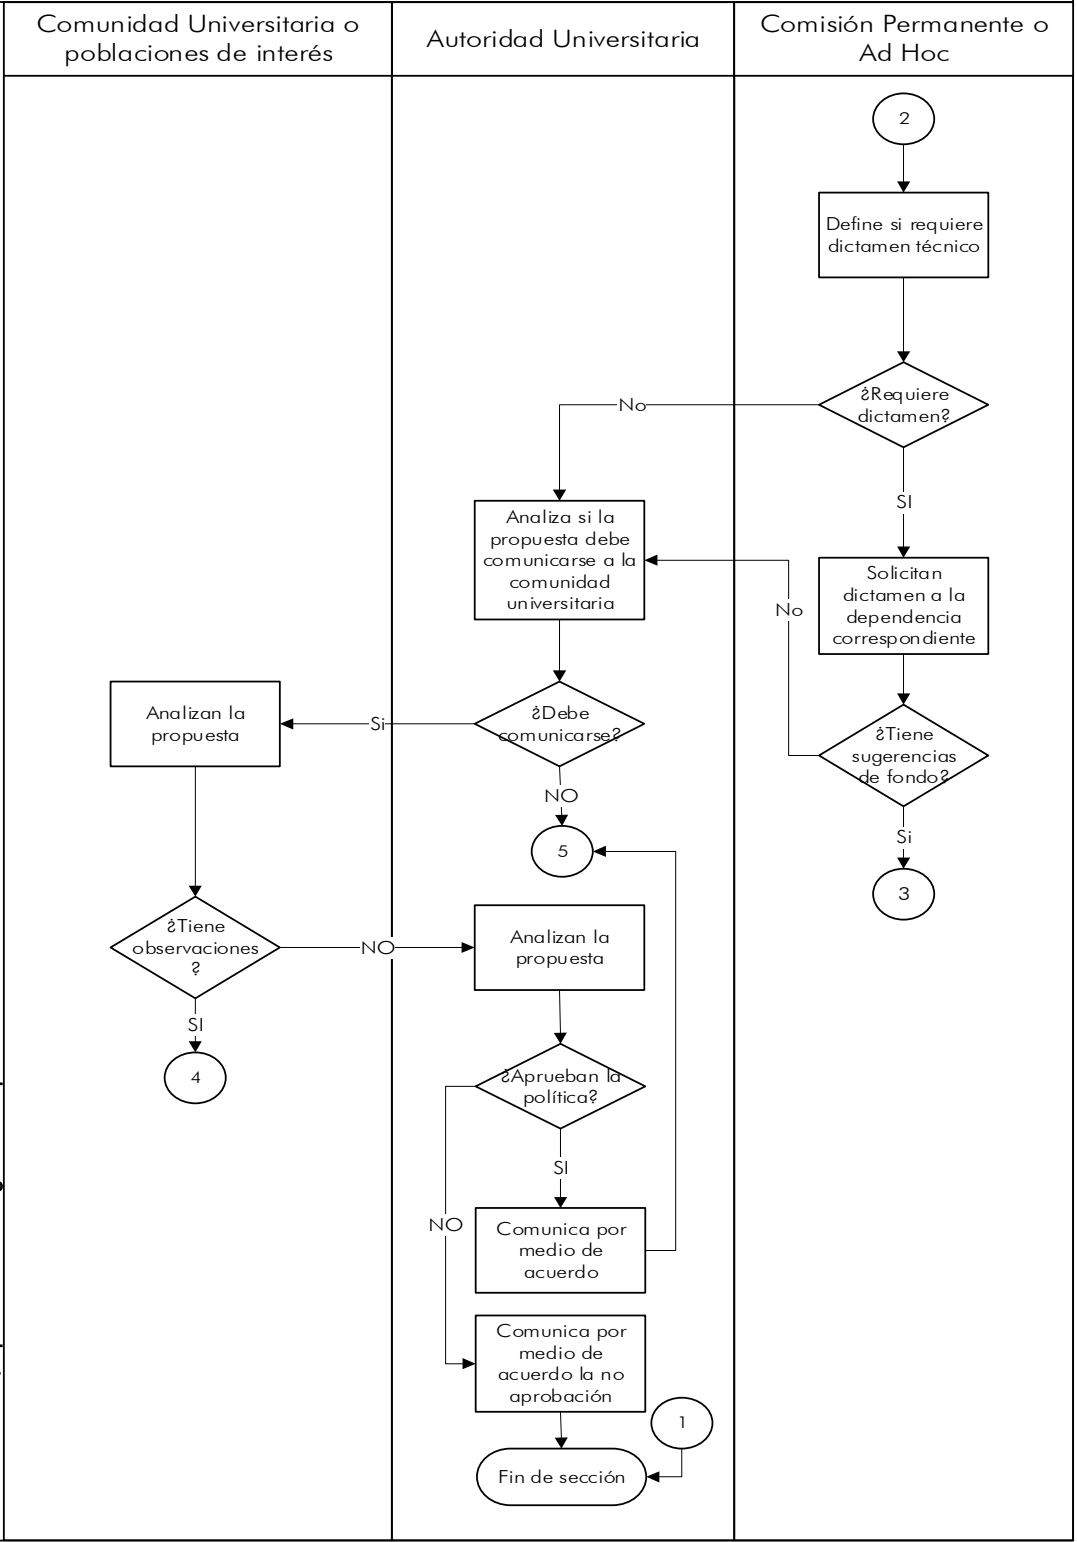 Comunidad Universitaria o
poblaciones de interés
Autoridad Universitaria
Comisión Permanente o
Ad Hoc
2
Define si requiere
dictamen técnico
¿Requiere
dictamen?
No
SI
Analiza si la
propuesta debe
comunicarse a la
comunidad
universitaria
Solicitan
dictamen a la
dependencia
correspondiente
No
¿Tiene
sugerencias
de fondo?
Si
3
¿Debe
comunicarse?
Si
NO
5
Analizan la
propuesta
¿Tiene
observaciones
?
NO
SI
4
Analizan la
propuesta
¿Aprueban la
política?
SI
NO
Comunica por
medio de
acuerdo
Comunica por
medio de
acuerdo la no
aprobación
1
Fin de sección